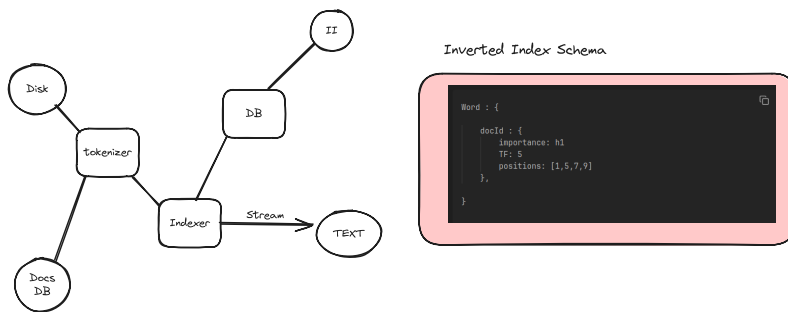 II
Inverted Index Schema
Disk
DB
Word : {
docId : {
importance: h1
TF: 5
positions: [1,5,7,9]
},
}
tokenizer
Indexer
Stream
TEXT
Docs
DB